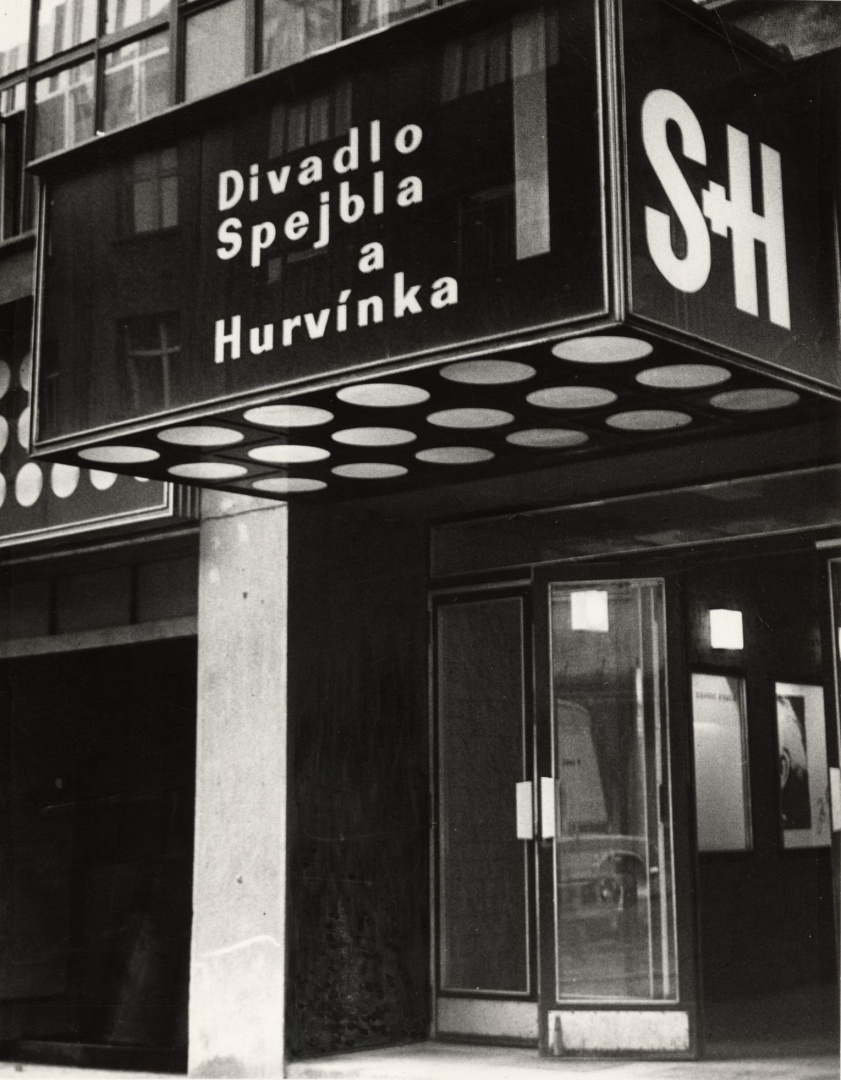 Divadlo
Spejbla
a
Hurvínka
S+H